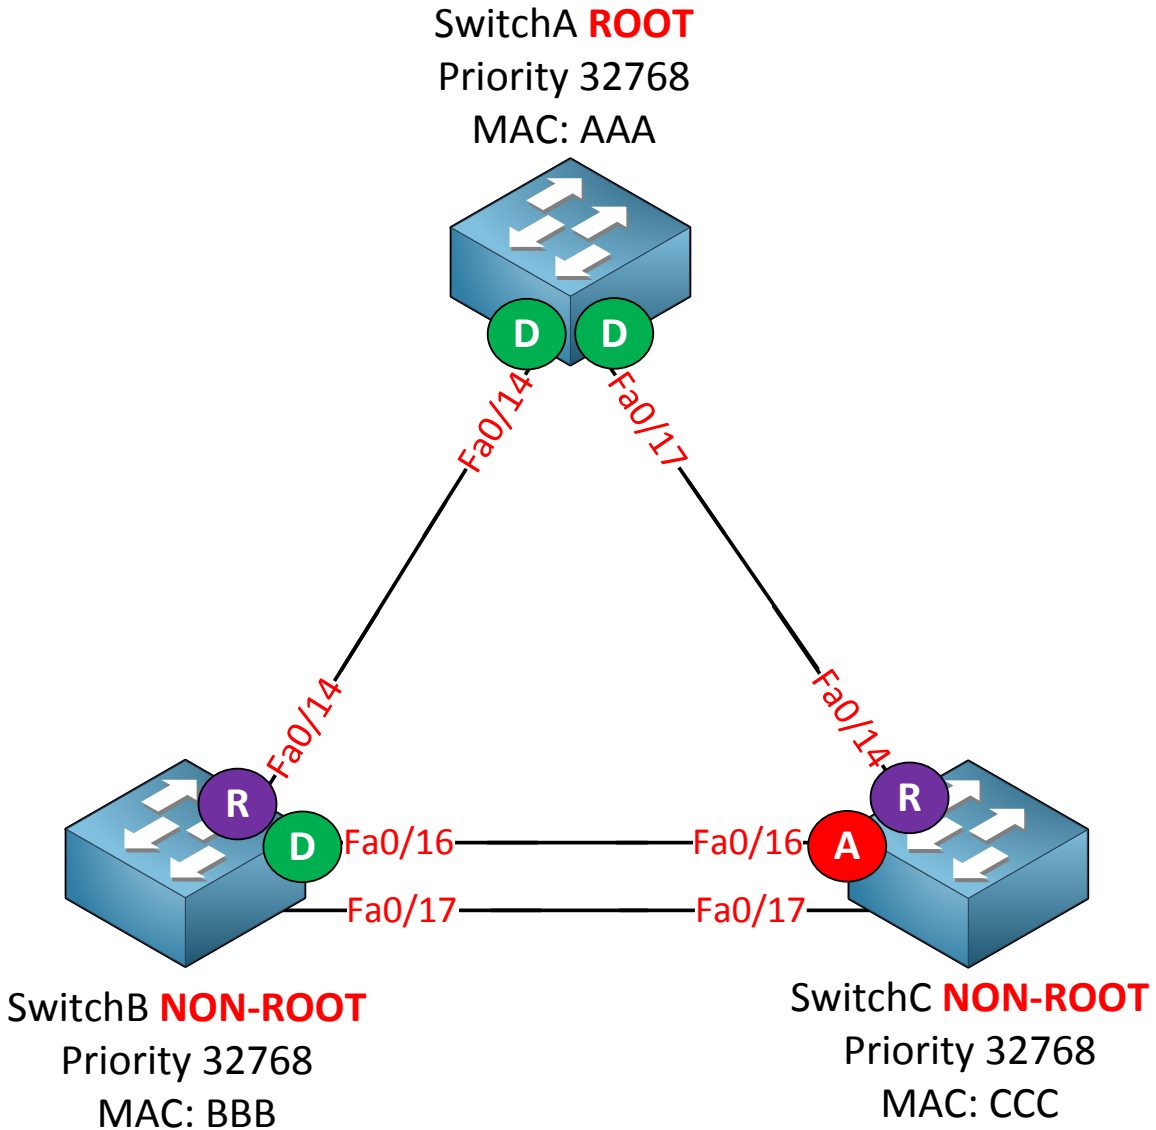 SwitchA ROOT
Priority 32768
MAC: AAA
D
D
Fa0/14
Fa0/17
Fa0/14
Fa0/14
R
R
D
Fa0/16
Fa0/16
A
Fa0/17
Fa0/17
SwitchB NON-ROOT
Priority 32768
MAC: BBB
SwitchC NON-ROOT
Priority 32768
MAC: CCC